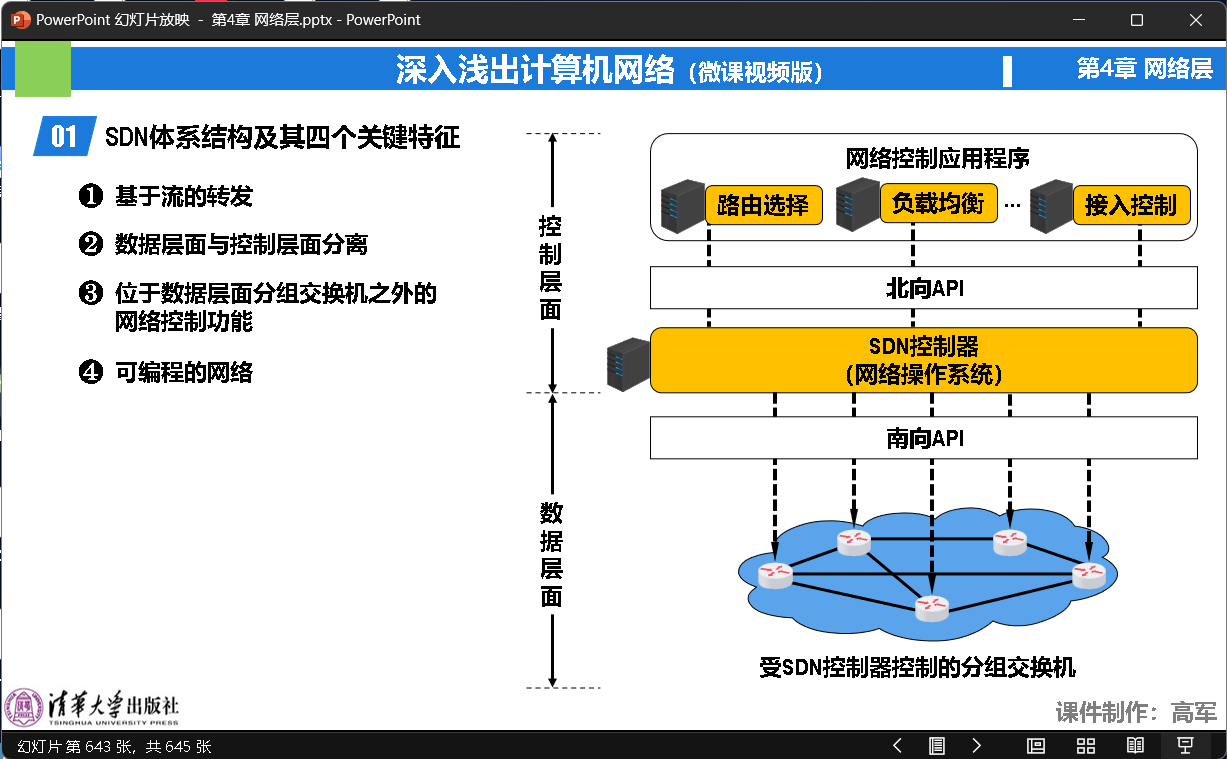 PowerPoint 幻灯片放映 - 第4章 网络层.pptx - PowerPoint
深入浅出计算机网络（微课视频版）
第4章 网络层
01 SDN体系结构及其四个关键特征
❶ 基于流的转发
❷ 数据层面与控制层面分离
❸ 位于数据层面分组交换机之外的
网络控制功能
❹ 可编程的网络
控制层面
数据层面
网络控制应用程序
路由选择 负载均衡 ... 接入控制
北向API
SDN控制器
(网络操作系统)
南向API
受SDN控制器控制的分组交换机
清华大学出版社
TSINGHUA UNIVERSITY PRESS
课件制作：高军
幻灯片 第 643 张，共 645 张